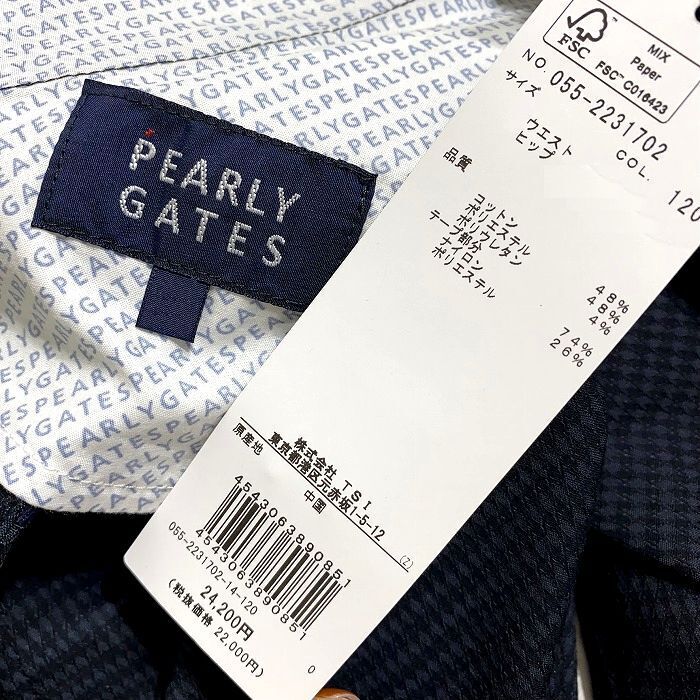 PEARLY
GATES
FSC
MIX
Paper
FSC™ C016423
NO. 055-2231702
サイズ
COL. 120
ウエスト
ヒップ
品質
コットン 48%
ポリエステル 48%
ポリウレタン 4%
テープ部分
ナイロン 74%
ポリエステル 26%
株式会社 TSI
東京都港区元赤坂1-5-12
原産地 中国
(Z)
4543063890851
4543063890851
055-2231702-14-120
24,200円
(税抜価格 22,000円)
0
PEARLYGATESPEARLYGATESPEARLYGATES